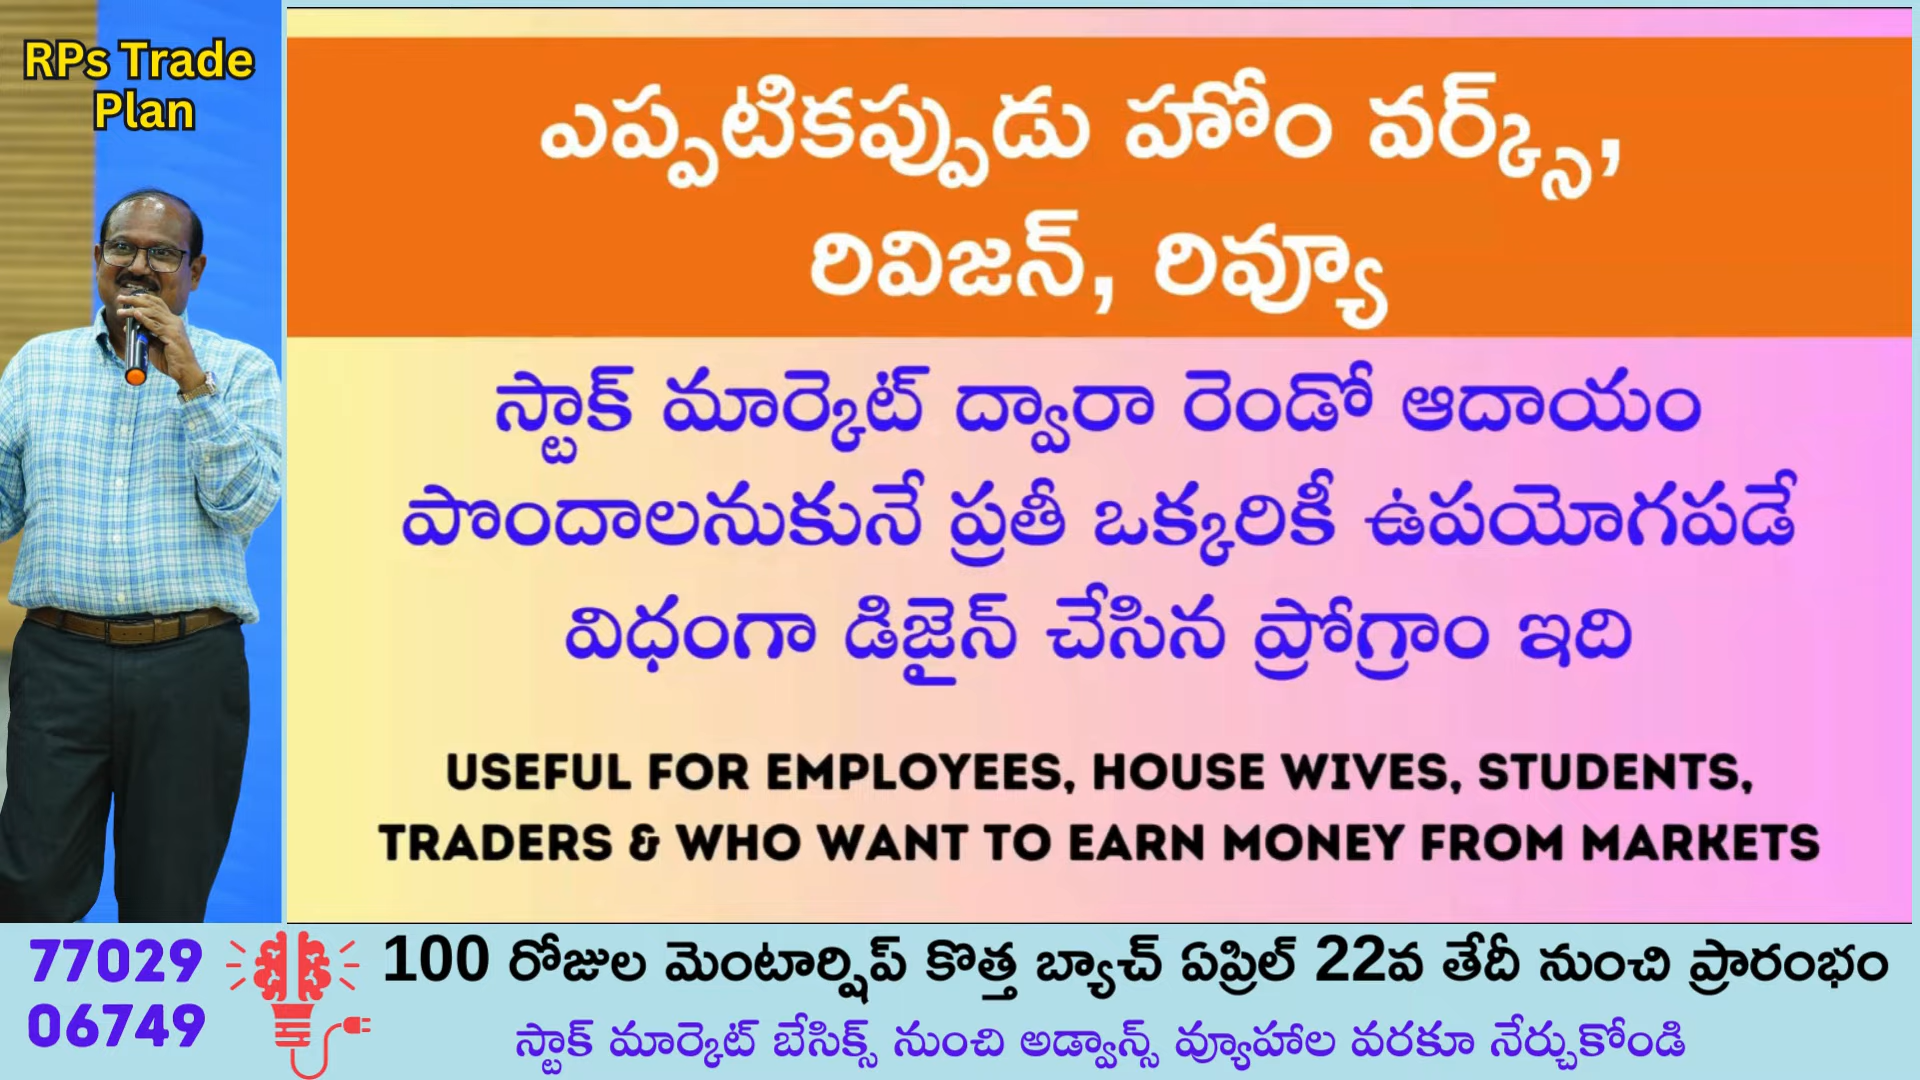 RPs Trade
Plan
ఎప్పటికప్పుడు హోం వర్క్స్,
రివిజన్, రివ్యూ
స్టాక్ మార్కెట్ ద్వారా రెండో ఆదాయం
పొందాలనుకునే ప్రతీ ఒక్కరికీ ఉపయోగపడే
విధంగా డిజైన్ చేసిన ప్రోగ్రాం ఇది
USEFUL FOR EMPLOYEES, HOUSE WIVES, STUDENTS,
TRADERS & WHO WANT TO EARN MONEY FROM MARKETS
77029
06749
100 రోజుల మెంటార్షిప్ కొత్త బ్యాచ్ ఏప్రిల్ 22వ తేదీ నుంచి ప్రారంభం
స్టాక్ మార్కెట్ బేసిక్స్ నుంచి అడ్వాన్స్ వ్యూహాల వరకూ నేర్చుకోండి